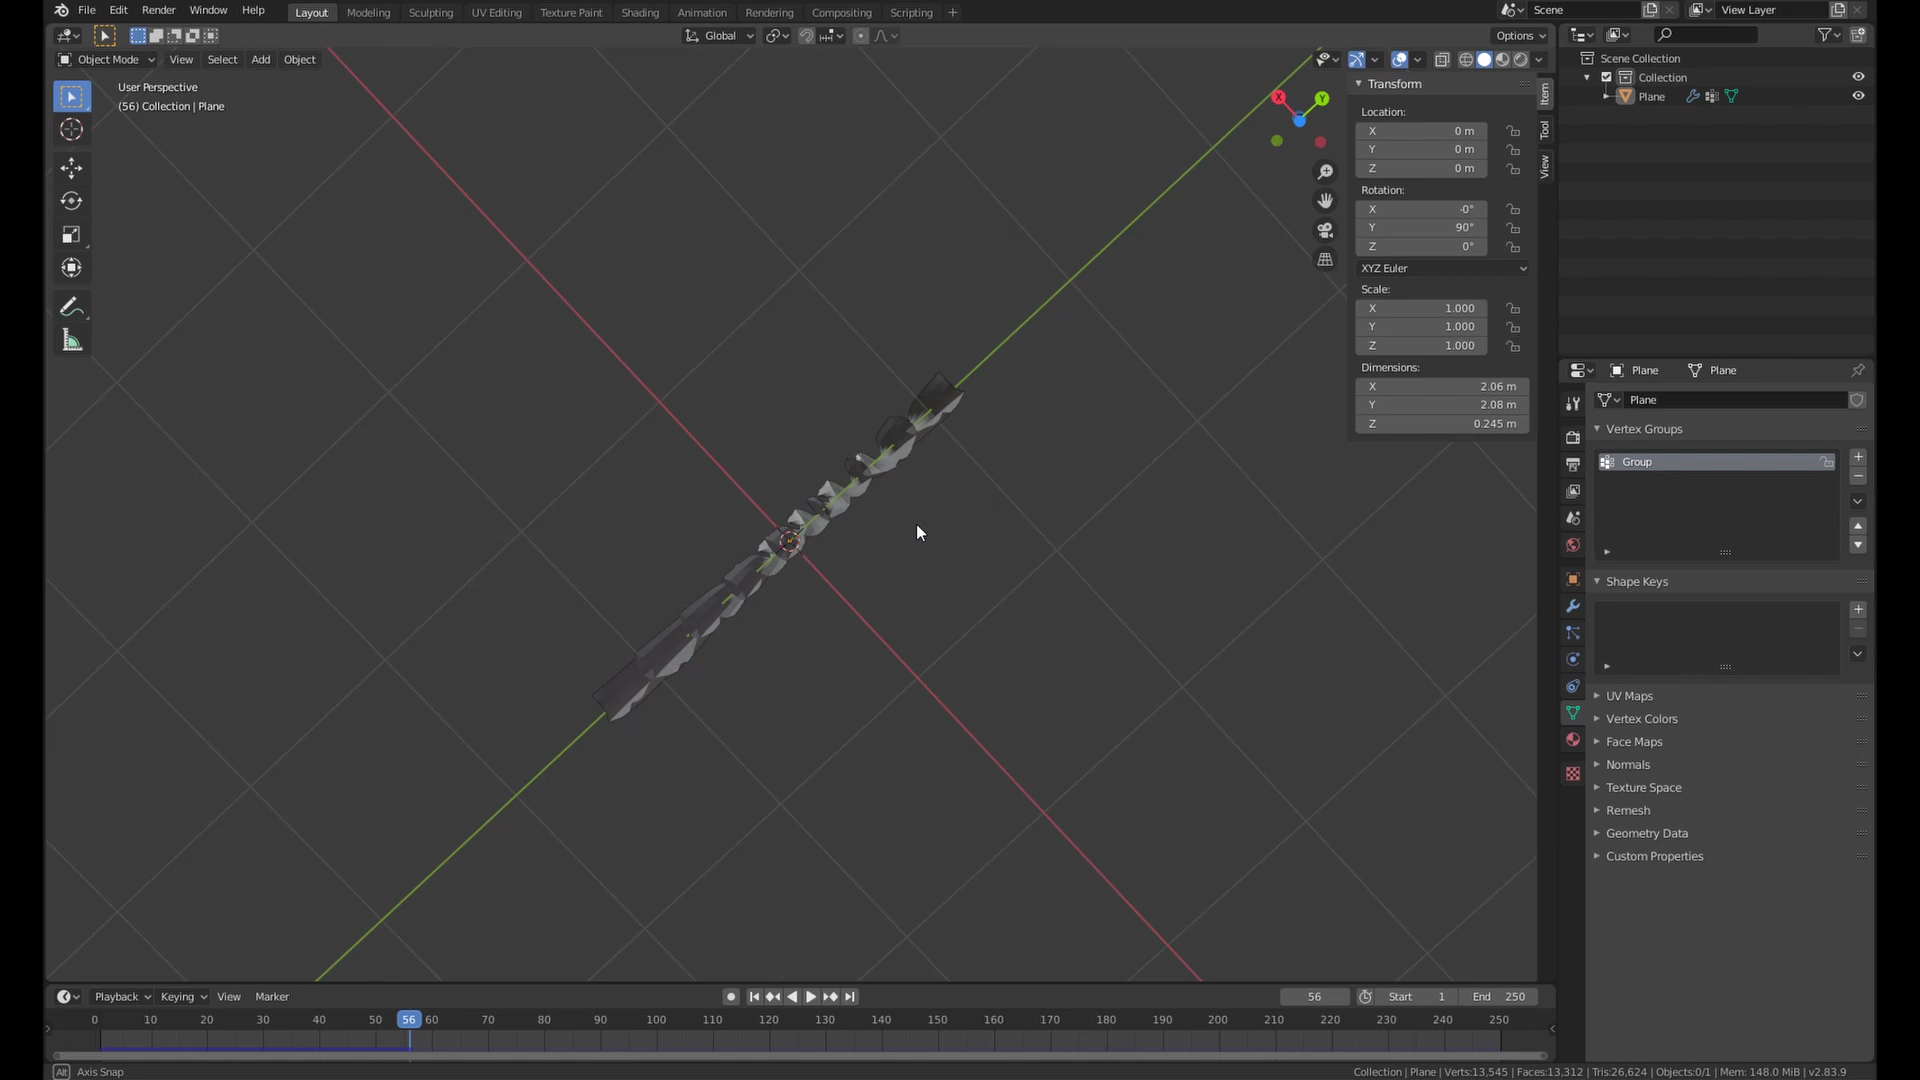 File Edit Render Window Help Layout Modeling Sculpting UV Editing Texture Paint Shading Animation Rendering Compositing Scripting + Scene View Layer
Global Options
Object Mode View Select Add Object
User Perspective
(56) Collection | Plane
X Y
Transform
Location:
X 0 m
Y 0 m
Z 0 m
Rotation:
X -0°
Y 90°
Z 0°
XYZ Euler
Scale:
X 1.000
Y 1.000
Z 1.000
Dimensions:
X 2.06 m
Y 2.08 m
Z 0.245 m
Item
Tool
View
Scene Collection
Collection
Plane
Plane Plane
Plane
Vertex Groups
Group
Shape Keys
UV Maps
Vertex Colors
Face Maps
Normals
Texture Space
Remesh
Geometry Data
Custom Properties
Playback Keying View Marker 56 Start 1 End 250
0 10 20 30 40 50 56 60 70 80 90 100 110 120 130 140 150 160 170 180 190 200 210 220 230 240 250
Alt Axis Snap Collection | Plane | Verts:13,545 | Faces:13,312 | Tris:26,624 | Objects:0/1 | Mem: 148.0 MiB | v2.83.9